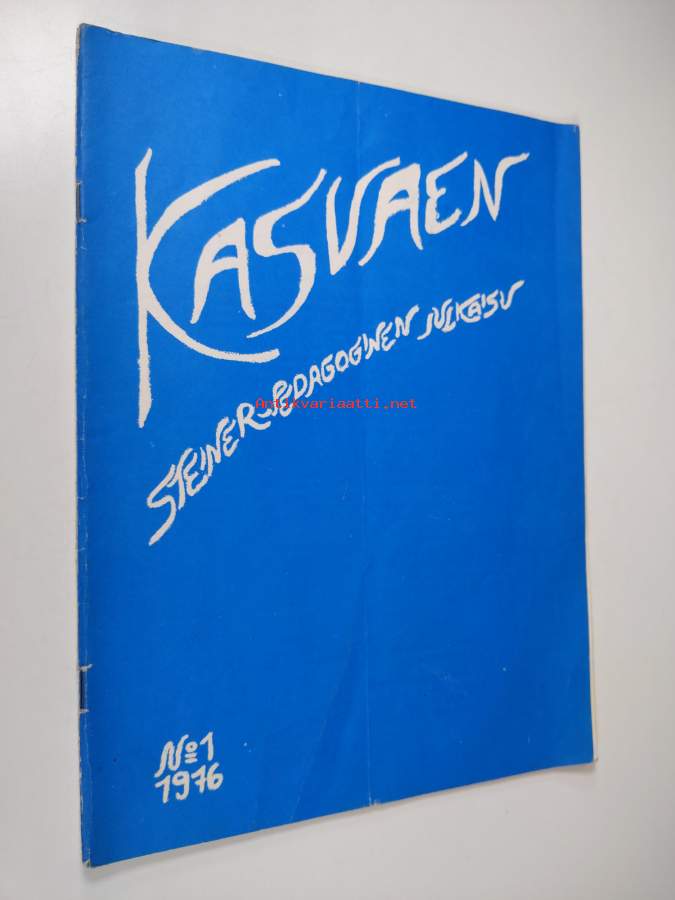 KASVAEN
STEINER-PEDAGOGINEN JULKAISU
Antikvariaatti.net
No1
1976